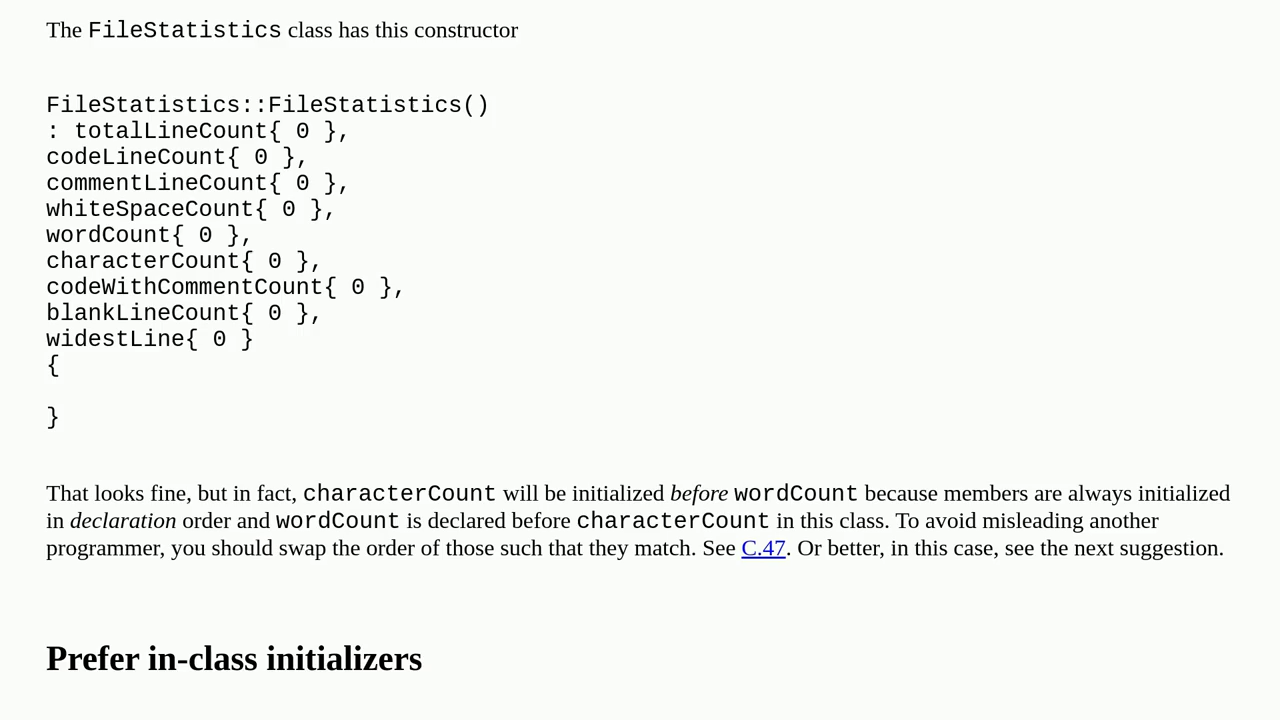 The FileStatistics class has this constructor
FileStatistics::FileStatistics()
: totalLineCount{ 0 },
codeLineCount{ 0 },
commentLineCount{ 0 },
whiteSpaceCount{ 0 },
wordCount{ 0 },
characterCount{ 0 },
codeWithCommentCount{ 0 },
blankLineCount{ 0 },
widestLine{ 0 }
{
}
That looks fine, but in fact, characterCount will be initialized before wordCount because members are always initialized
in declaration order and wordCount is declared before characterCount in this class. To avoid misleading another
programmer, you should swap the order of those such that they match. See C.47. Or better, in this case, see the next suggestion.
Prefer in-class initializers